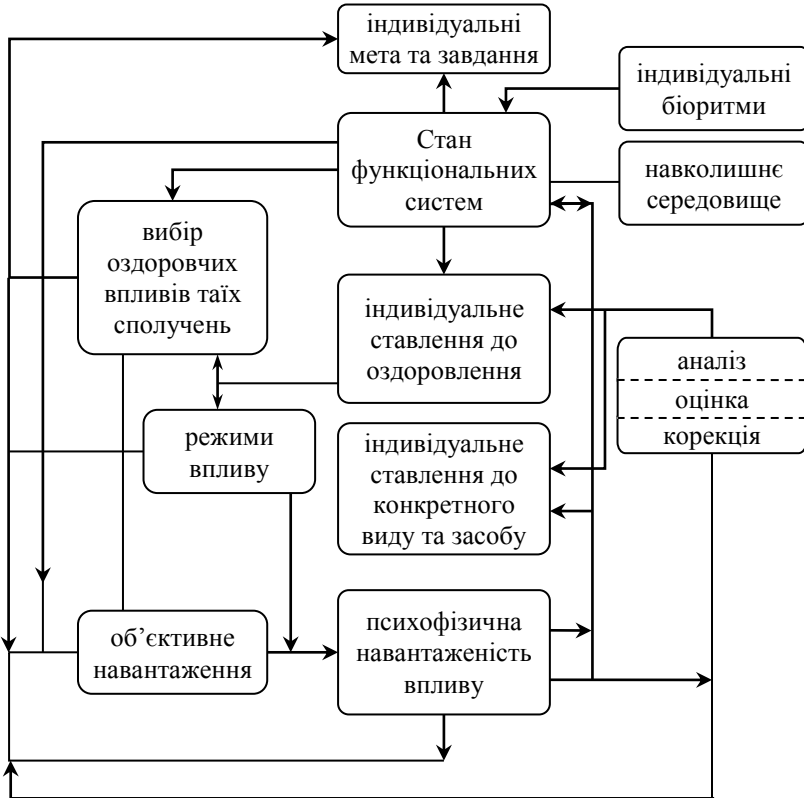 індивідуальні
мета та завдання
індивідуальні
біоритми
Стан
функціональних
систем
навколишнє
середовище
вибір
оздоровчих
впливів таїх
сполучень
індивідуальне
ставлення до
оздоровлення
аналіз
оцінка
корекція
режими
впливу
індивідуальне
ставлення до
конкретного
виду та засобу
об’єктивне
навантаження
психофізична
навантаженість
впливу